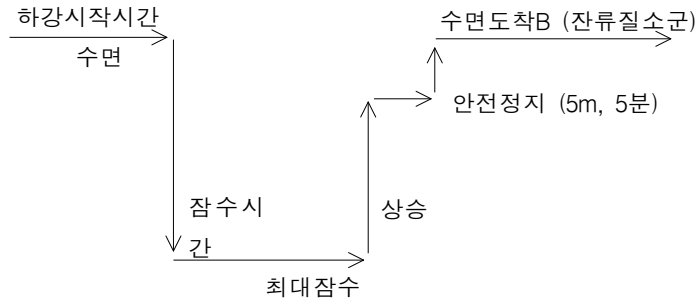 하강시작시간
수면
수면도착B (잔류질소군)
안전정지 (5m, 5분)
잠수시
간
상승
최대잠수